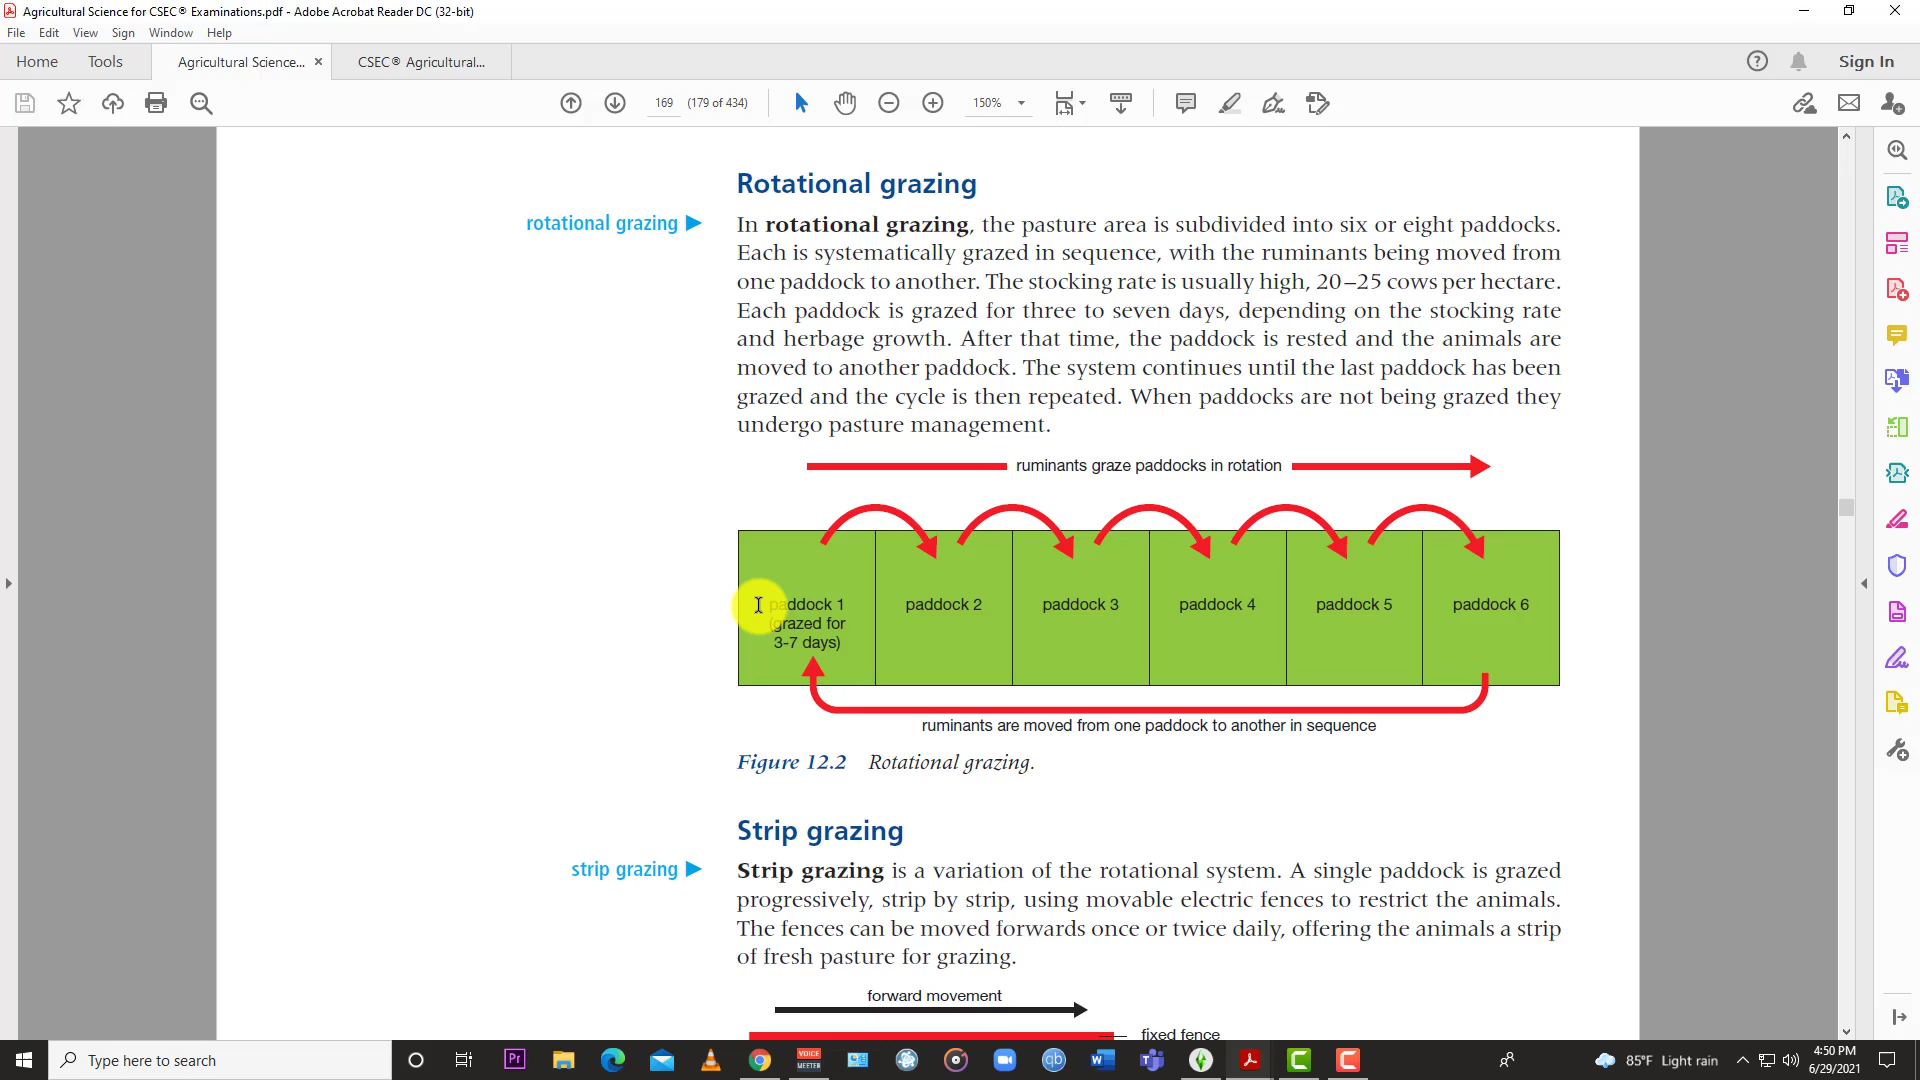 Agricultural Science for CSEC® Examinations.pdf - Adobe Acrobat Reader DC (32-bit)
File Edit View Sign Window Help
Home Tools Agricultural Science... × CSEC® Agricultural... Sign In
169 (179 of 434) 150%
Rotational grazing
rotational grazing ▶
In rotational grazing, the pasture area is subdivided into six or eight paddocks.
Each is systematically grazed in sequence, with the ruminants being moved from
one paddock to another. The stocking rate is usually high, 20–25 cows per hectare.
Each paddock is grazed for three to seven days, depending on the stocking rate
and herbage growth. After that time, the paddock is rested and the animals are
moved to another paddock. The system continues until the last paddock has been
grazed and the cycle is then repeated. When paddocks are not being grazed they
undergo pasture management.
ruminants graze paddocks in rotation
paddock 1 paddock 2 paddock 3 paddock 4 paddock 5 paddock 6
(grazed for
3-7 days)
ruminants are moved from one paddock to another in sequence
Figure 12.2 Rotational grazing.
Strip grazing
strip grazing ▶
Strip grazing is a variation of the rotational system. A single paddock is grazed
progressively, strip by strip, using movable electric fences to restrict the animals.
The fences can be moved forwards once or twice daily, offering the animals a strip
of fresh pasture for grazing.
forward movement
fixed fence
Type here to search
Pr
VOICE
MEETER
qb
85°F Light rain
4:50 PM
6/29/2021